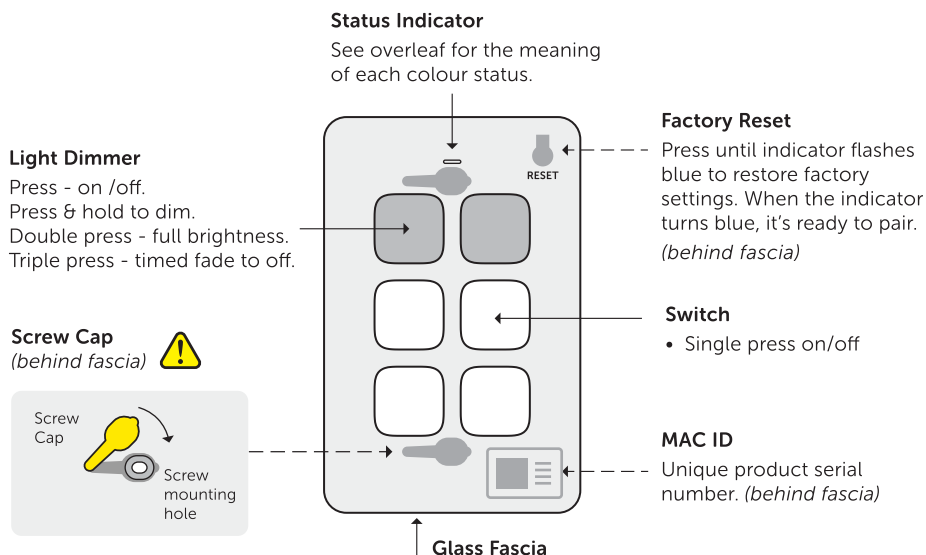 Status Indicator
See overleaf for the meaning
of each colour status.
Light Dimmer
Press - on /off.
Press & hold to dim.
Double press - full brightness.
Triple press - timed fade to off.
RESET
Factory Reset
Press until indicator flashes
blue to restore factory
settings. When the indicator
turns blue, it's ready to pair.
(behind fascia)
Switch
• Single press on/off
Screw Cap
(behind fascia)
Screw
Cap
Screw
mounting
hole
MAC ID
Unique product serial
number. (behind fascia)
Glass Fascia